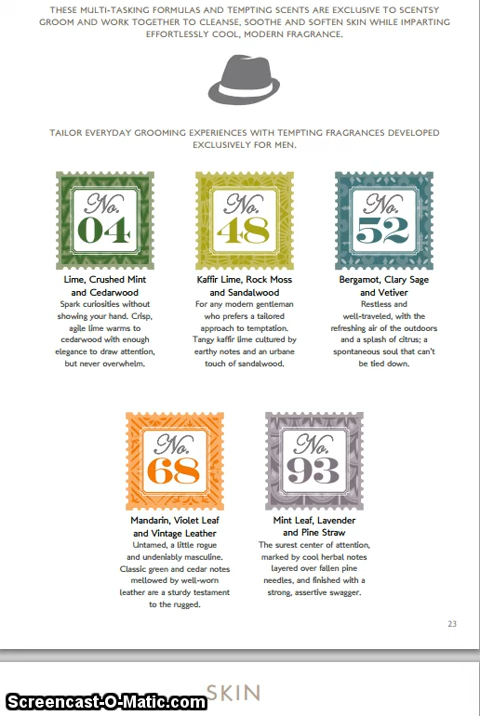 THESE MULTI-TASKING FORMULAS AND TEMPTING SCENTS ARE EXCLUSIVE TO SCENTSY
GROOM AND WORK TOGETHER TO CLEANSE, SOOTHE AND SOFTEN SKIN WHILE IMPARTING
EFFORTLESSLY COOL, MODERN FRAGRANCE.
TAILOR EVERYDAY GROOMING EXPERIENCES WITH TEMPTING FRAGRANCES DEVELOPED
EXCLUSIVELY FOR MEN.
No.
04
Lime, Crushed Mint
and Cedarwood
Spark curiosities without
showing your hand. Crisp,
agile lime warms to
cedarwood with enough
elegance to draw attention,
but never overwhelm.
No.
48
Kaffir Lime, Rock Moss
and Sandalwood
For any modern gentleman
who prefers a tailored
approach to temptation.
Tangy kaffir lime cultured by
earthy notes and an urbane
touch of sandalwood.
No.
52
Bergamot, Clary Sage
and Vetiver
Restless and
well-traveled, with the
refreshing air of the outdoors
and a splash of citrus; a
spontaneous soul that can't
be tied down.
No.
68
Mandarin, Violet Leaf
and Vintage Leather
Untamed, a little rogue
and undeniably masculine.
Classic green and cedar notes
mellowed by well-worn
leather are a sturdy testament
to the rugged.
No.
93
Mint Leaf, Lavender
and Pine Straw
The surest center of attention,
marked by cool herbal notes
layered over fallen pine
needles, and finished with a
strong, assertive swagger.
23
SKIN
Screencast-O-Matic.com